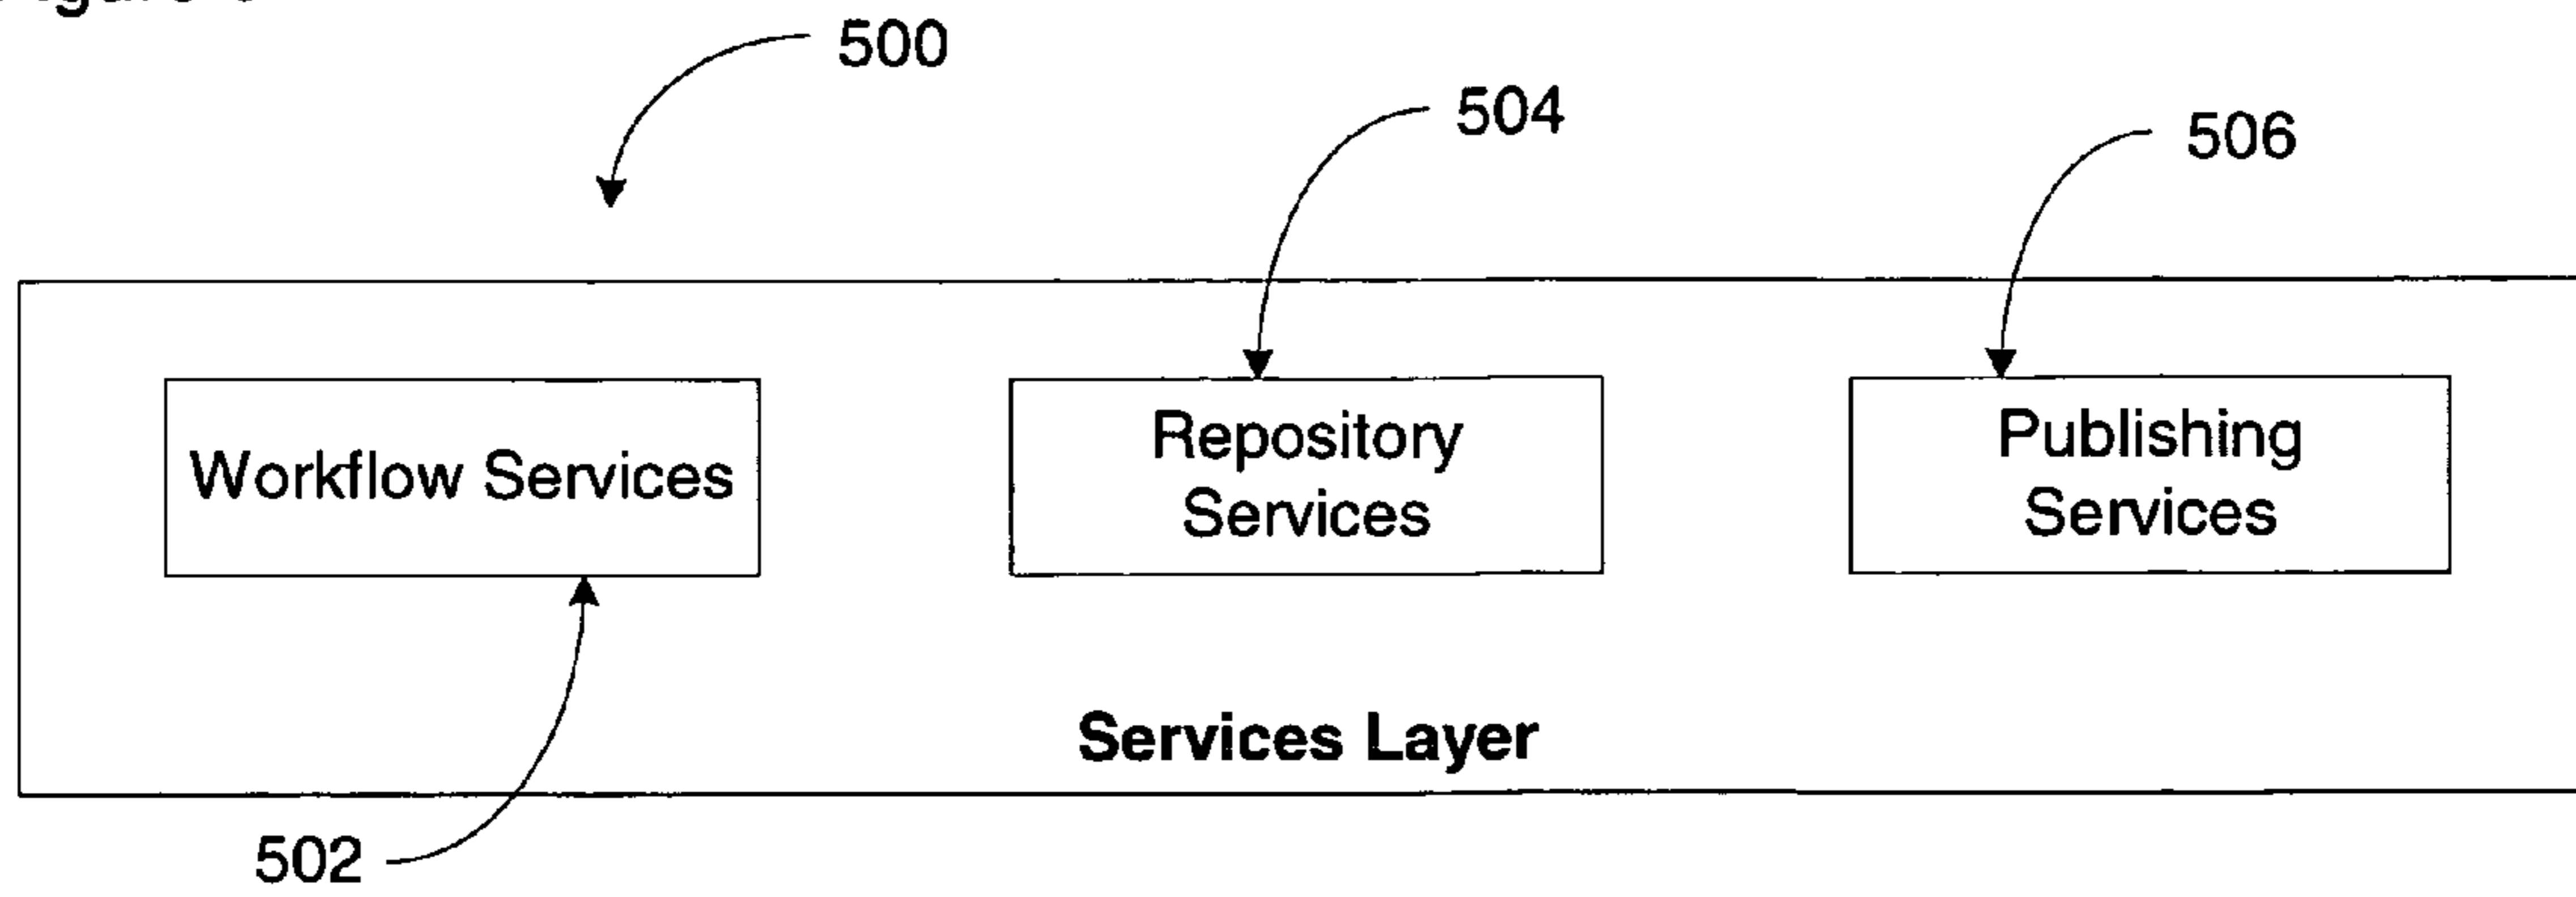 500
504
506
Workflow Services
Repository
Services
Publishing
Services
Services Layer
502